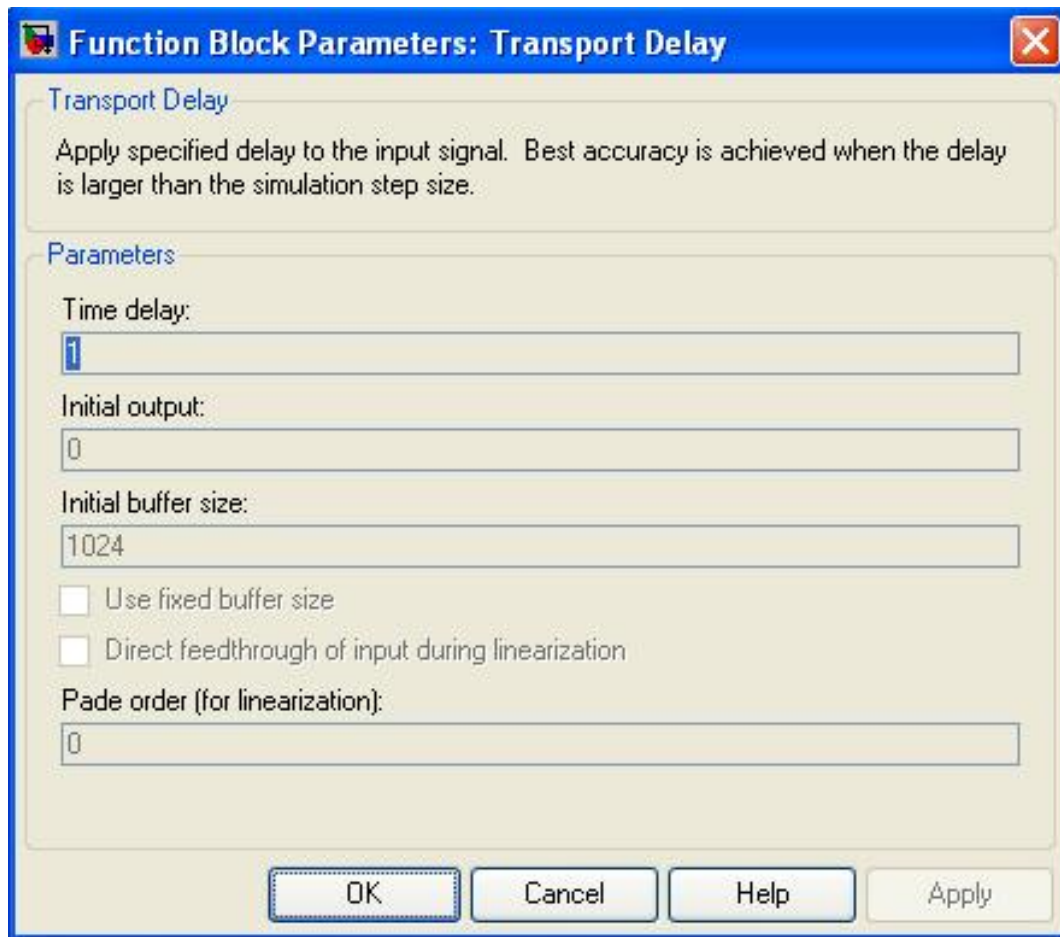 Function Block Parameters: Transport Delay
Transport Delay
Apply specified delay to the input signal.  Best accuracy is achieved when the delay
is larger than the simulation step size.
Parameters
Time delay:
1
Initial output:
0
Initial buffer size:
1024
Use fixed buffer size
Direct feedthrough of input during linearization
Pade order (for linearization):
0
OK Cancel Help Apply